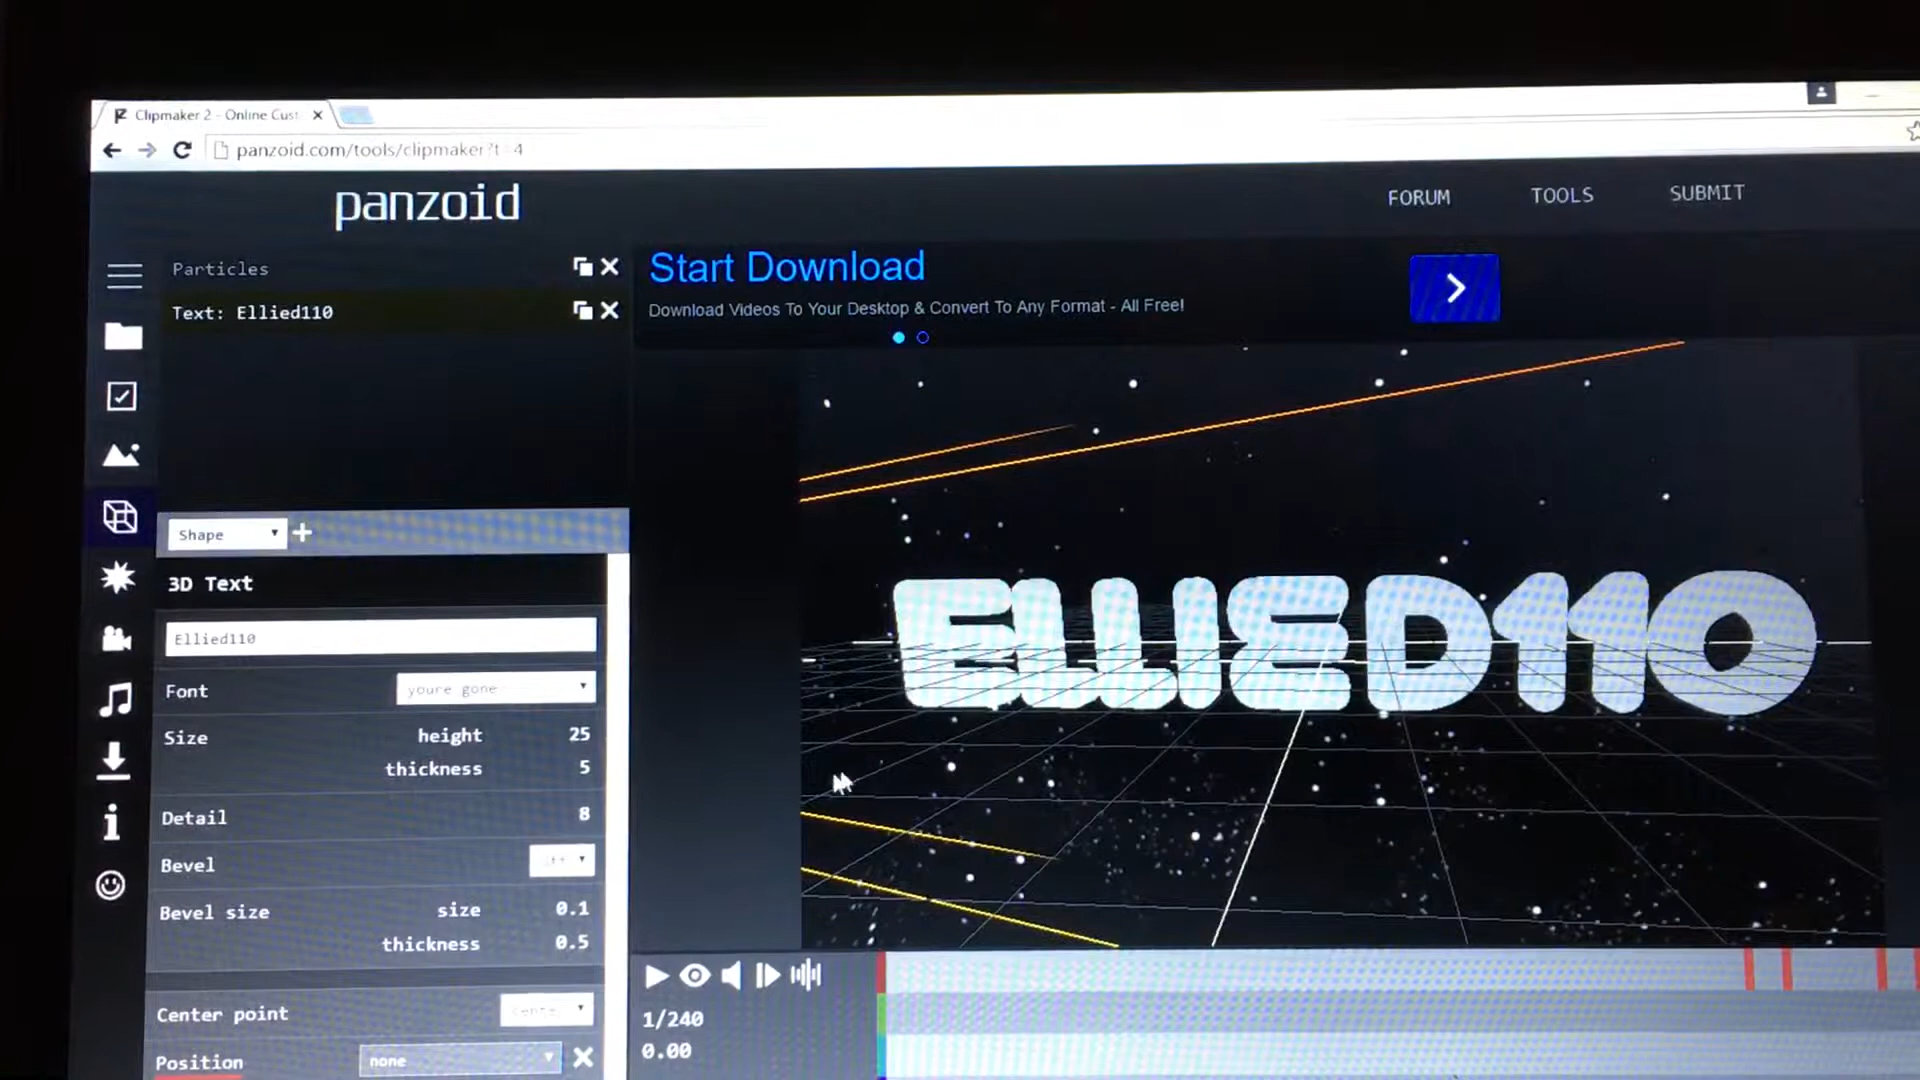 Clipmaker 2 - Online Cust
panzoid.com/tools/clipmaker?t=4
panzoid
FORUM TOOLS SUBMIT
Particles
Text: Ellied110
Start Download
Download Videos To Your Desktop & Convert To Any Format - All Free!
Shape
3D Text
Ellied110
Font youre gone
Size height 25
thickness 5
Detail 8
Bevel
Bevel size size 0.1
thickness 0.5
Center point
Position none
ELLIED110
1/240
0.00